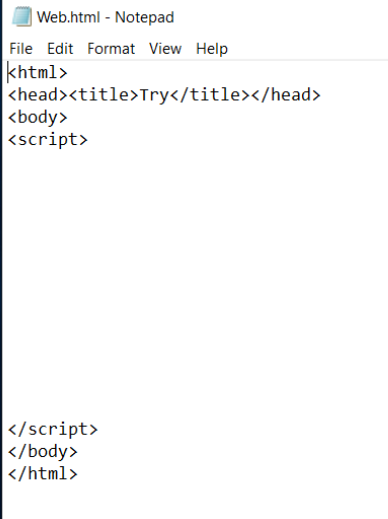 Web.html - Notepad
File Edit Format View Help
<html>
<head><title>Try</title></head>
<body>
<script>
</script>
</body>
</html>